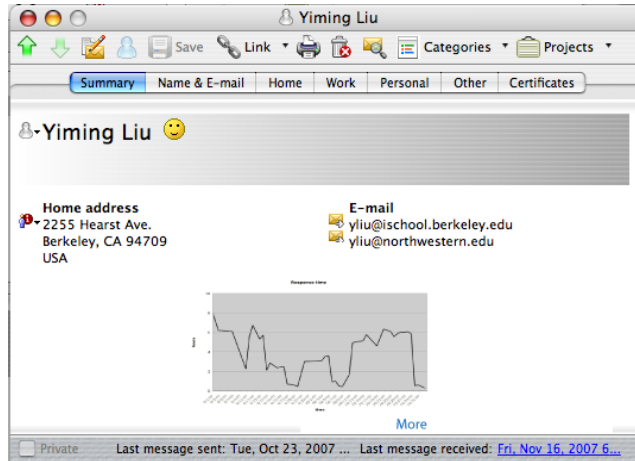 Yiming Liu
Save Link Categories Projects
Summary Name & E-mail Home Work Personal Other Certificates
Yiming Liu
Home address
2255 Hearst Ave.
Berkeley, CA 94709
USA
E-mail
yliu@ischool.berkeley.edu
yliu@northwestern.edu
Response time
More
Private Last message sent: Tue, Oct 23, 2007 ... Last message received: Fri, Nov 16, 2007 6...